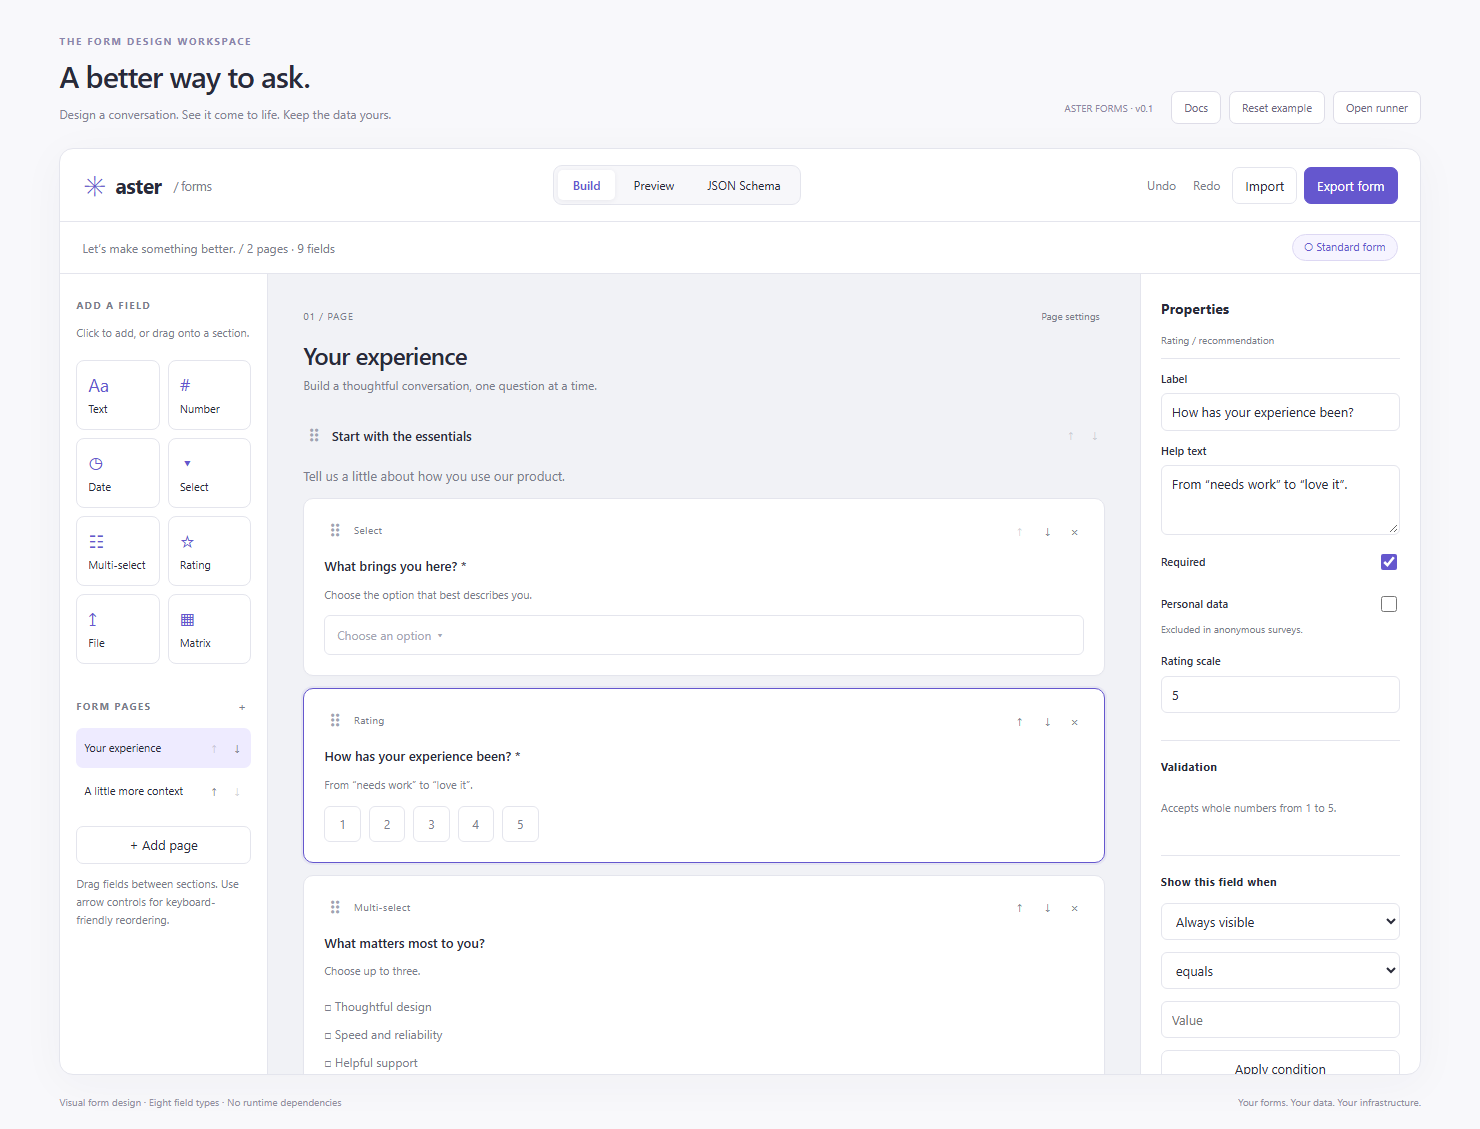 THE FORM DESIGN WORKSPACE
A better way to ask.
Design a conversation. See it come to life. Keep the data yours.
ASTER FORMS · v0.1
Docs
Reset example
Open runner
aster / forms
Build
Preview
JSON Schema
Undo
Redo
Import
Export form
Let's make something better. / 2 pages · 9 fields
Standard form
ADD A FIELD
Click to add, or drag onto a section.
Aa
Text
#
Number
Date
Select
Multi-select
Rating
File
Matrix
FORM PAGES +
Your experience ↑ ↓
A little more context ↑ ↓
+ Add page
Drag fields between sections. Use
arrow controls for keyboard-
friendly reordering.
01 / PAGE
Page settings
Your experience
Build a thoughtful conversation, one question at a time.
Start with the essentials ↑ ↓
Tell us a little about how you use our product.
Select ↑ ↓ ×
What brings you here? *
Choose the option that best describes you.
Choose an option ▾
Rating ↑ ↓ ×
How has your experience been? *
From “needs work” to “love it”.
1 2 3 4 5
Multi-select ↑ ↓ ×
What matters most to you?
Choose up to three.
□ Thoughtful design
□ Speed and reliability
□ Helpful support
Properties
Rating / recommendation
Label
How has your experience been?
Help text
From “needs work” to “love it”.
Required
Personal data
Excluded in anonymous surveys.
Rating scale
5
Validation
Accepts whole numbers from 1 to 5.
Show this field when
Always visible
equals
Value
Apply condition
Visual form design · Eight field types · No runtime dependencies
Your forms. Your data. Your infrastructure.